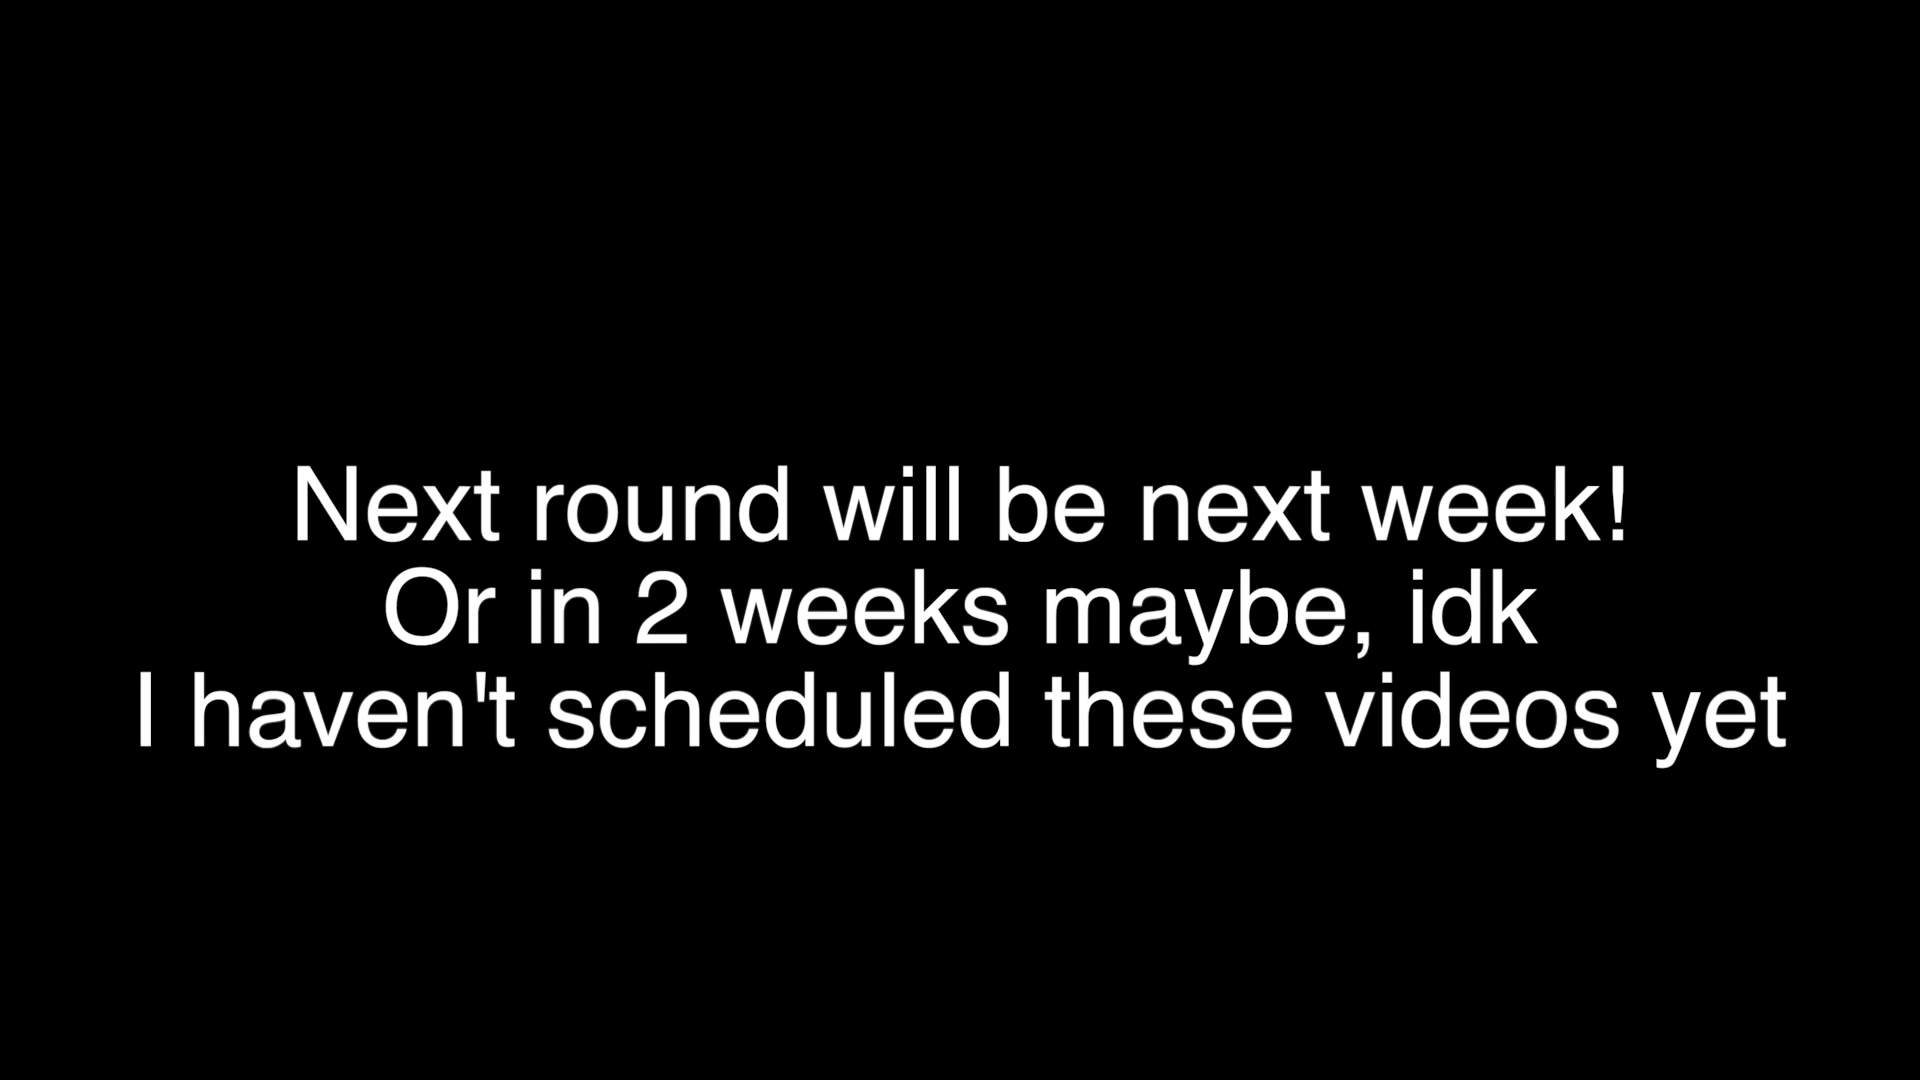 Next round will be next week!
Or in 2 weeks maybe, idk
I haven't scheduled these videos yet